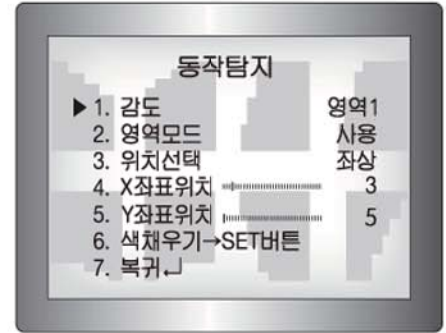 동작탐지
▶1. 감도 영역1
2. 영역모드 사용
3. 위치선택 좌상
4. X좌표위치 3
5. Y좌표위치 5
6. 색채우기→SET버튼
7. 복귀↵